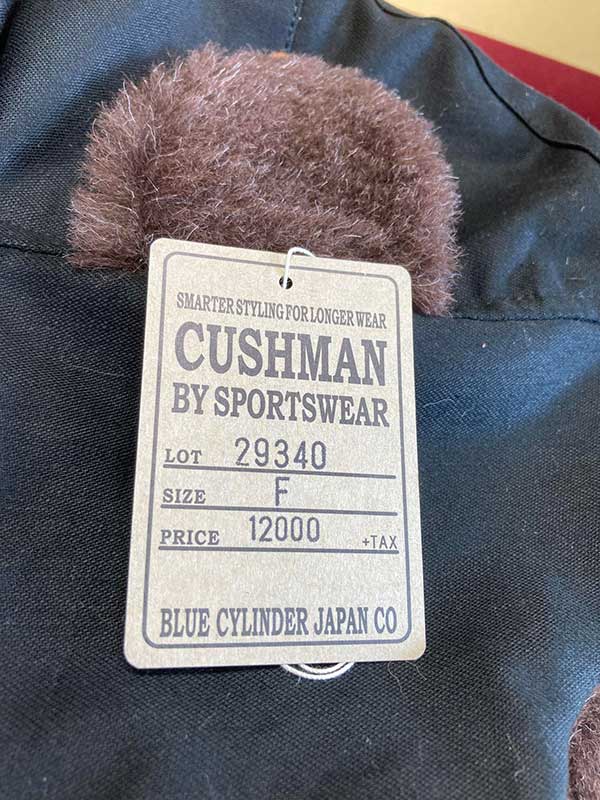 SMARTER STYLING FOR LONGER WEAR
CUSHMAN
BY SPORTSWEAR
LOT 29340
SIZE F
PRICE 12000 +TAX
BLUE CYLINDER JAPAN CO